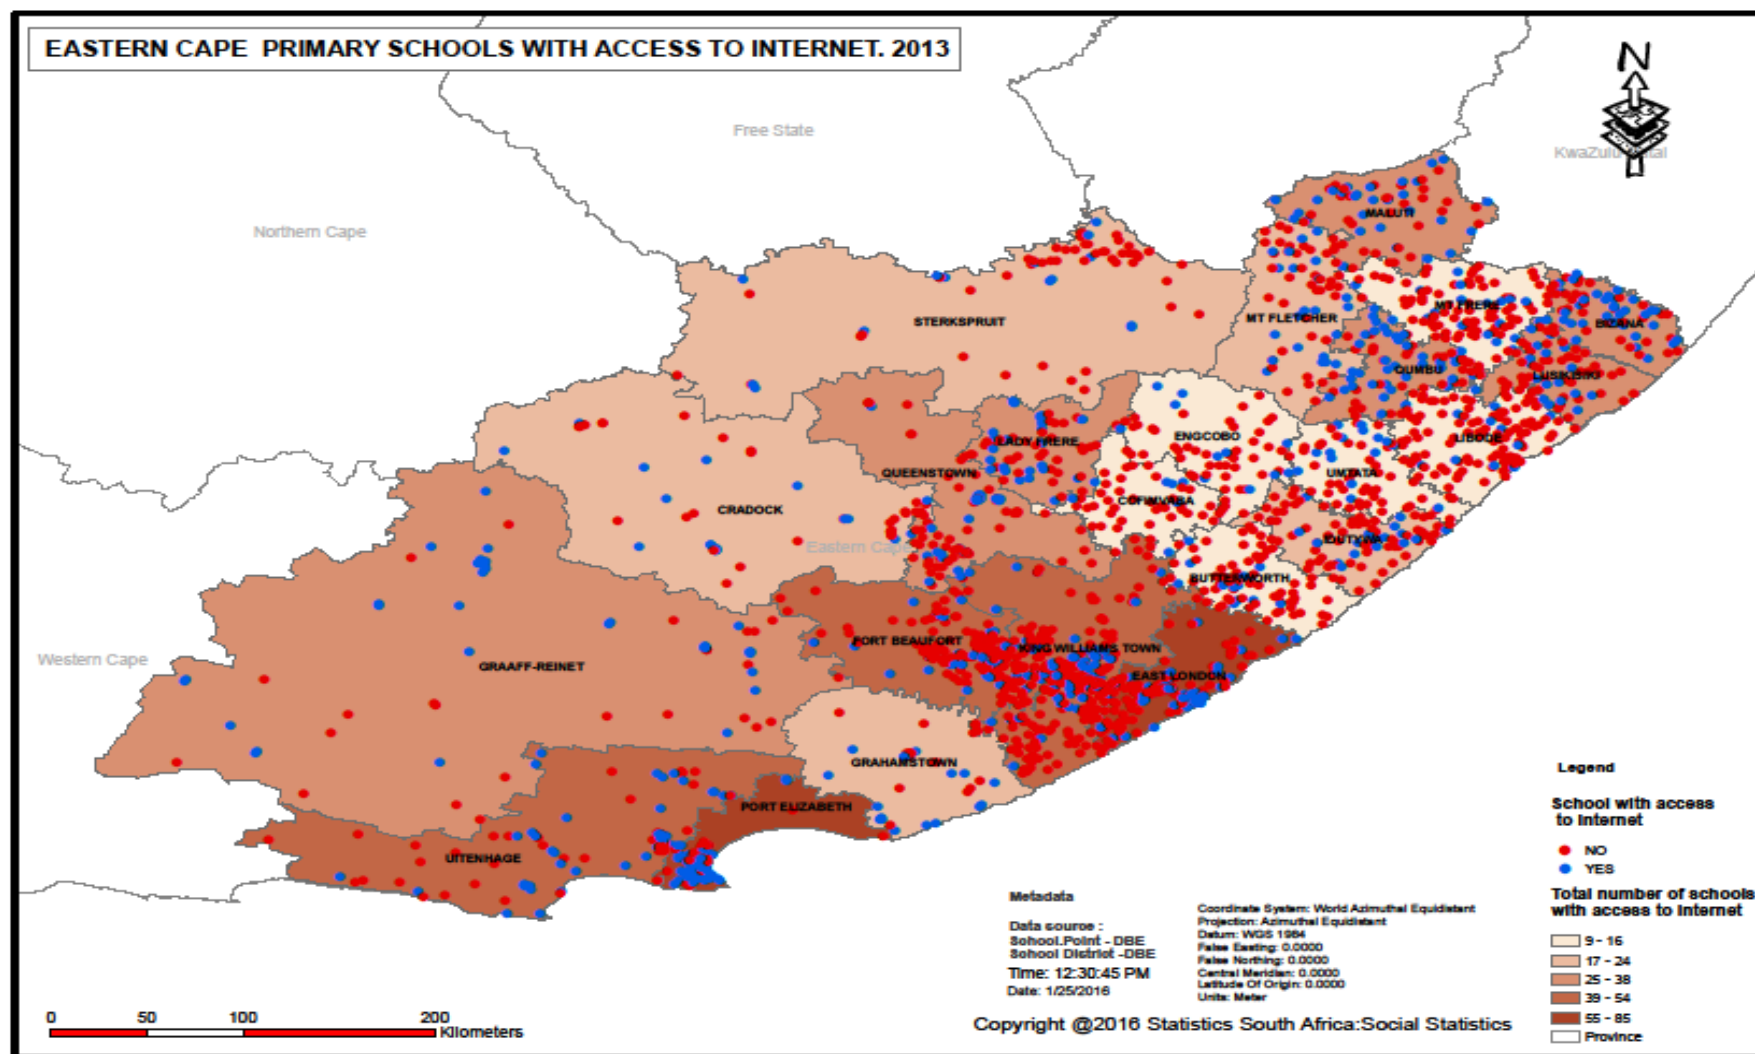 EASTERN CAPE PRIMARY SCHOOLS WITH ACCESS TO INTERNET. 2013
N
Free State
KwaZulu-Natal
Northern Cape
MALUTI
MT FRERE
STERKSPRUIT
MT FLETCHER
BIZANA
QUMBU
LUSIKISIKI
LADY FRERE
ENGCOBO
LIBODE
QUEENSTOWN
UMTATA
COFIMVABA
CRADOCK
Eastern Cape
IDUTYWA
BUTTERWORTH
FORT BEAUFORT
KING WILLIAMS TOWN
Western Cape
GRAAFF-REINET
EAST LONDON
GRAHAMSTOWN
PORT ELIZABETH
UITENHAGE
Legend
School with access
to Internet
NO
YES
Total number of schools
with access to Internet
9 - 16
17 - 24
25 - 38
39 - 54
55 - 85
Province
Metadata
Data source :
School.Point - DBE
School District -DBE
Time: 12:30:45 PM
Date: 1/25/2016
Coordinate System: World Azimuthal Equidistant
Projection: Azimuthal Equidistant
Datum: WGS 1984
False Easting: 0.0000
False Northing: 0.0000
Central Meridian: 0.0000
Latitude Of Origin: 0.0000
Units: Meter
0 50 100 200
Kilometers
Copyright @2016 Statistics South Africa:Social Statistics